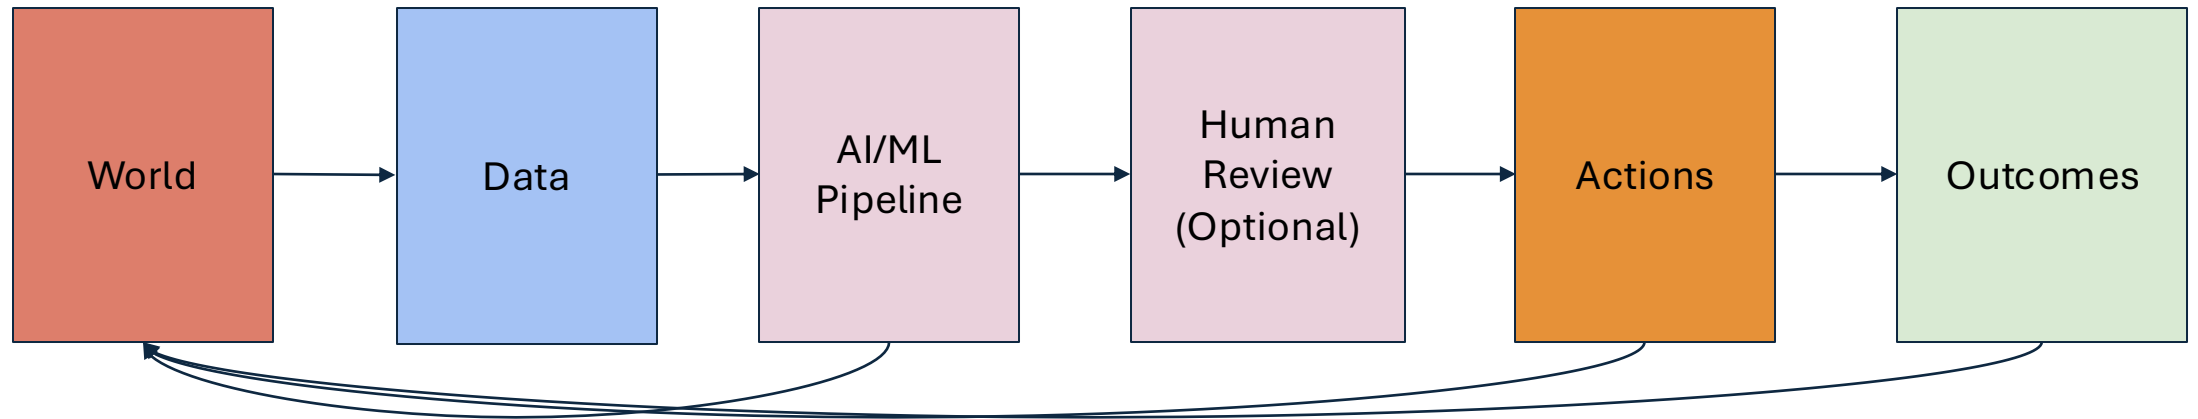 World
Data
AI/ML
Pipeline
Human
Review
(Optional)
Actions
Outcomes